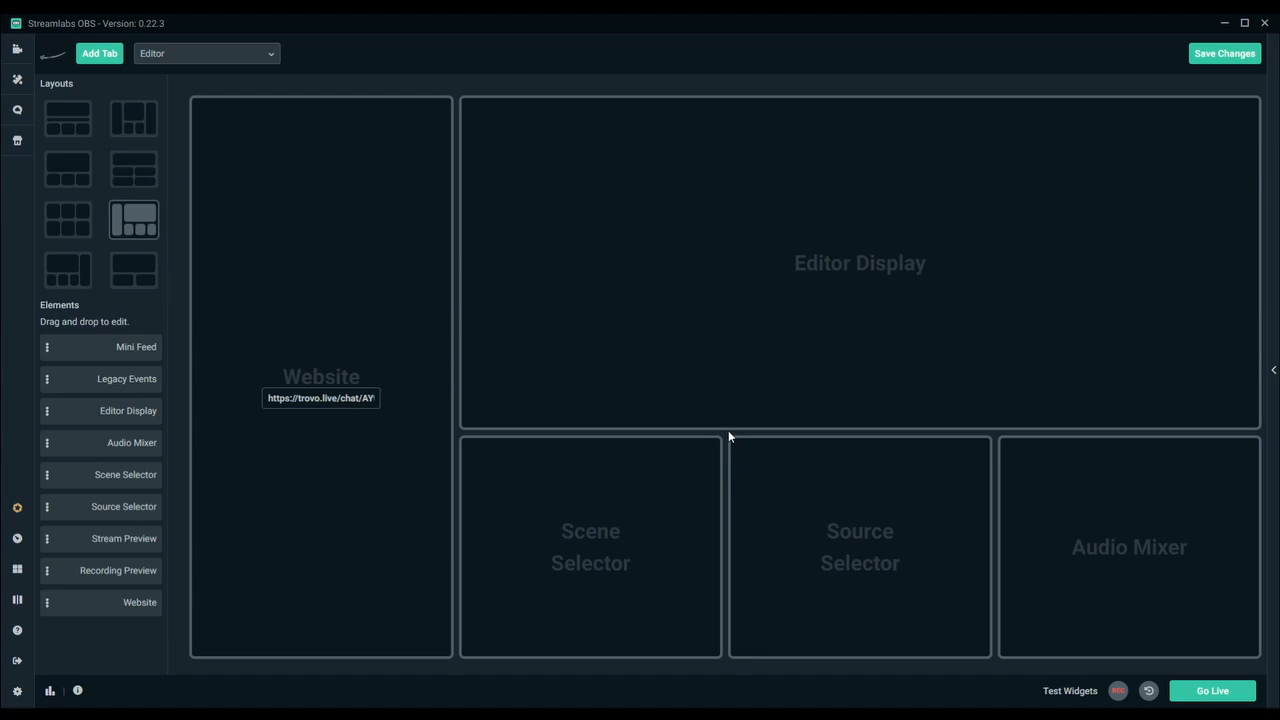 Streamlabs OBS - Version: 0.22.3
Add Tab
Editor
Save Changes
Layouts
Elements
Drag and drop to edit.
Mini Feed
Legacy Events
Editor Display
Audio Mixer
Scene Selector
Source Selector
Stream Preview
Recording Preview
Website
Website
https://trovo.live/chat/AY
Editor Display
Scene
Selector
Source
Selector
Audio Mixer
Test Widgets
REC
Go Live